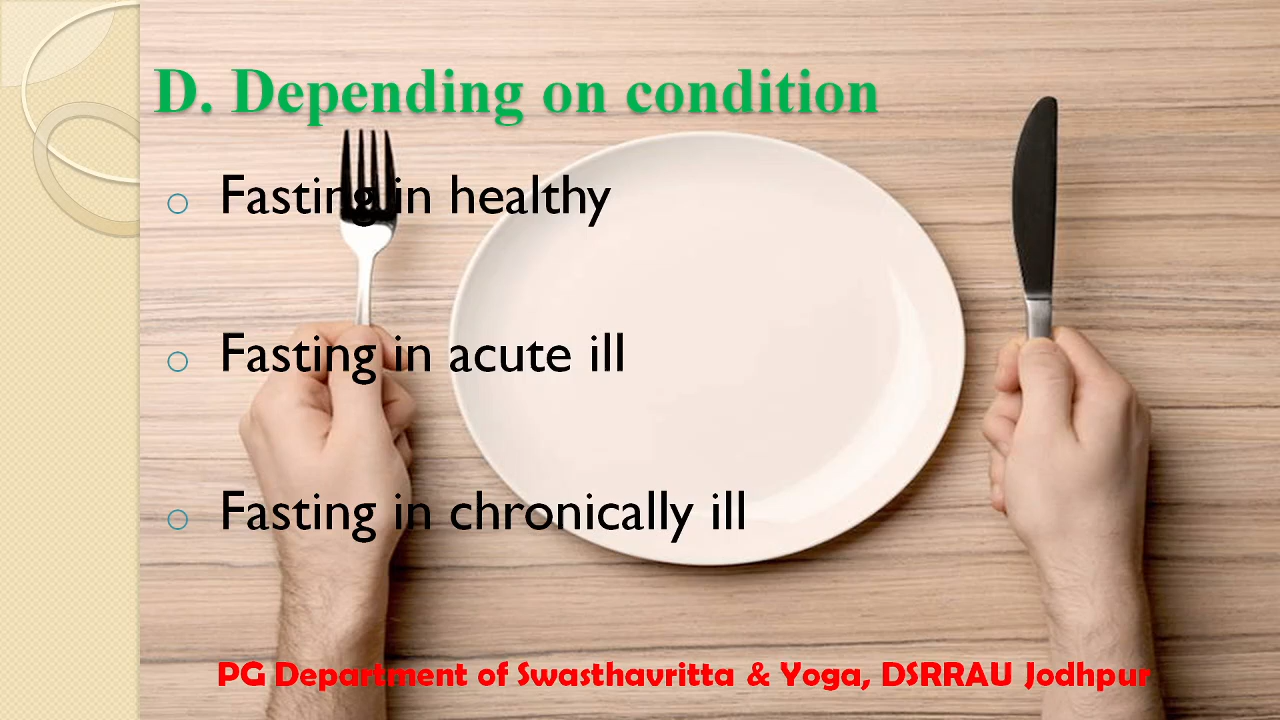 D. Depending on condition
Fasting in healthy
Fasting in acute ill
Fasting in chronically ill
PG Department of Swasthavritta & Yoga, DSRRAU Jodhpur